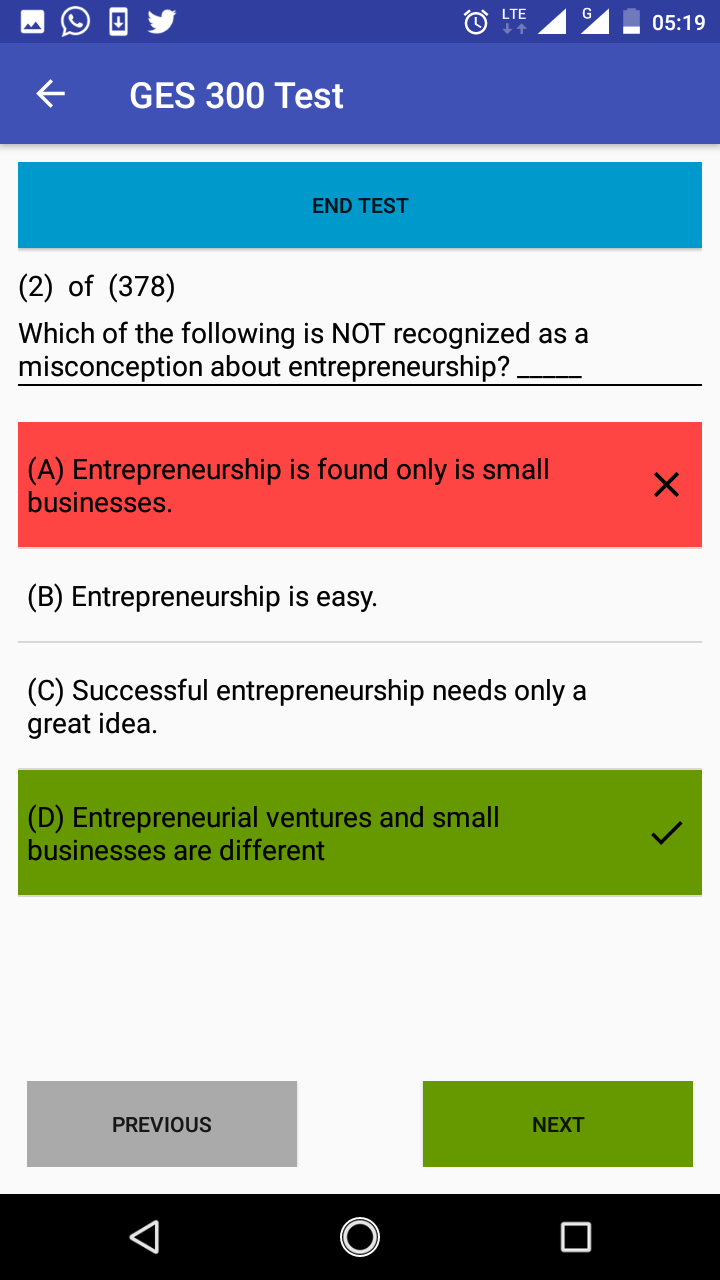 LTE
G
05:19
GES 300 Test
END TEST
(2) of (378)
Which of the following is NOT recognized as a
misconception about entrepreneurship? _____
(A) Entrepreneurship is found only is small
businesses.
(B) Entrepreneurship is easy.
(C) Successful entrepreneurship needs only a
great idea.
(D) Entrepreneurial ventures and small
businesses are different
PREVIOUS
NEXT